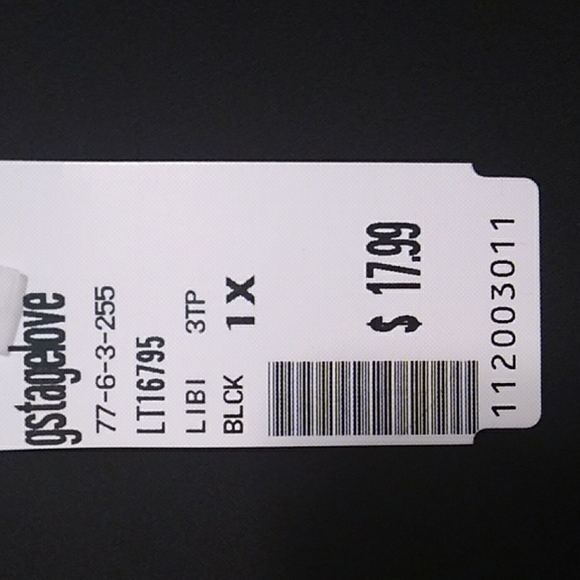 gstagelove
77-6-3-255
LT16795
LIBI 3TP
BLCK 1X
$ 17.99
112003011